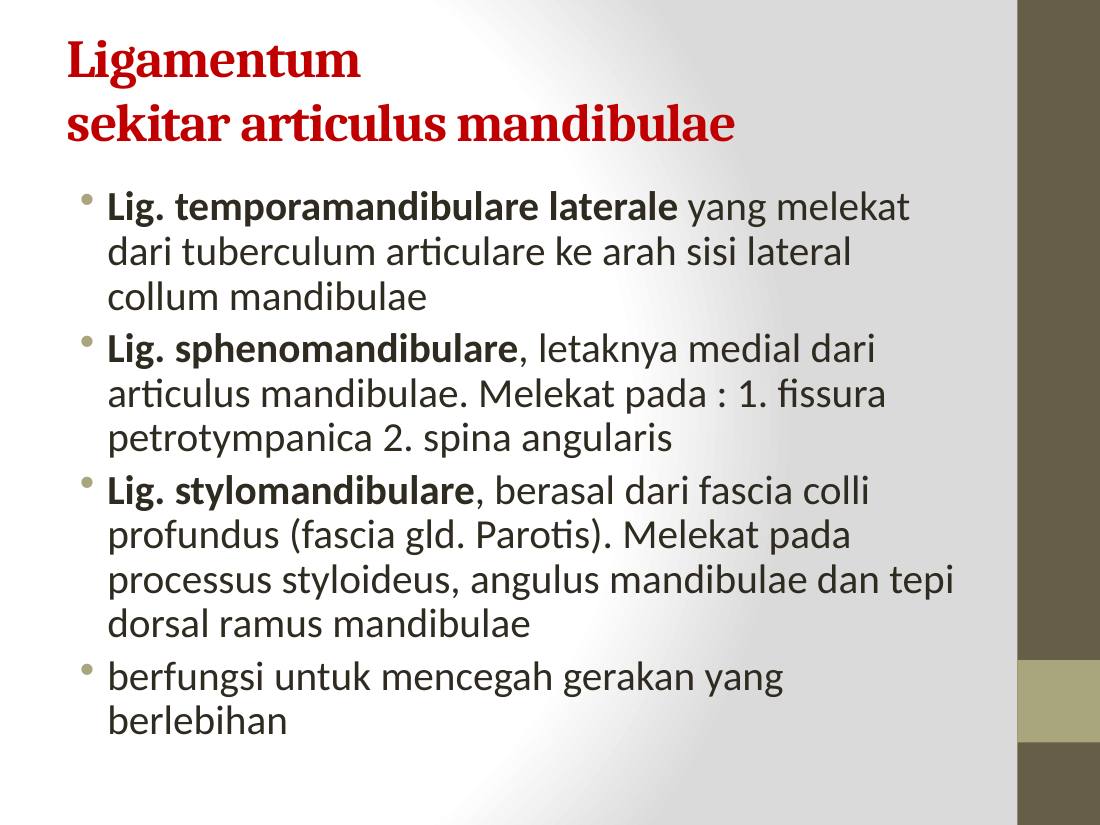 Ligamentum
sekitar articulus mandibulae
• Lig. temporamandibulare laterale yang melekat
dari tuberculum articulare ke arah sisi lateral
collum mandibulae
• Lig. sphenomandibulare, letaknya medial dari
articulus mandibulae. Melekat pada : 1. fissura
petrotympanica 2. spina angularis
• Lig. stylomandibulare, berasal dari fascia colli
profundus (fascia gld. Parotis). Melekat pada
processus styloideus, angulus mandibulae dan tepi
dorsal ramus mandibulae
• berfungsi untuk mencegah gerakan yang
berlebihan